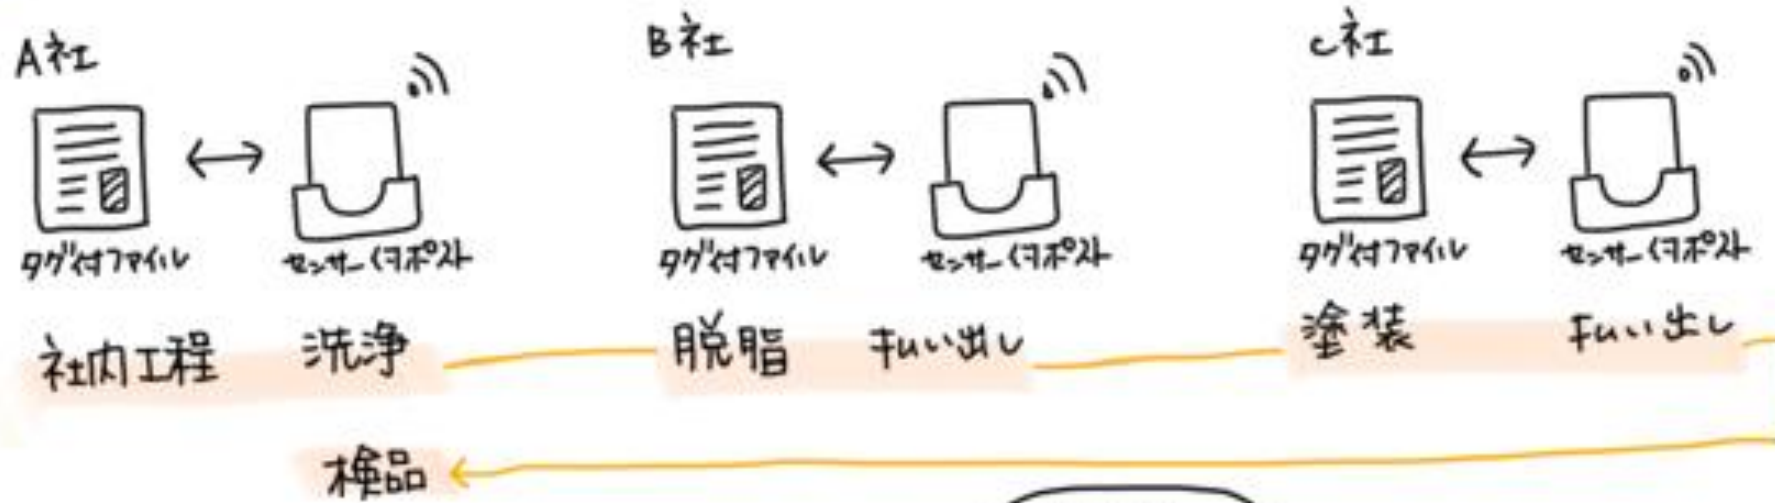 A社
B社
C社
タグ付ファイル
センサー付ポスト
タグ付ファイル
センサー付ポスト
タグ付ファイル
センサー付ポスト
社内工程
洗浄
脱脂
払い出し
塗装
払い出し
検品